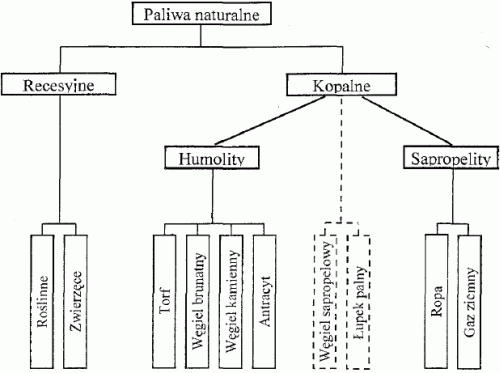 Paliwa naturalne
Recesyjne
Kopalne
Humolity
Sapropelity
Roślinne
Zwierzęce
Torf
Węgiel brunatny
Węgiel kamienny
Antracyt
Węgiel sapropelowy
Łupek palny
Ropa
Gaz ziemny